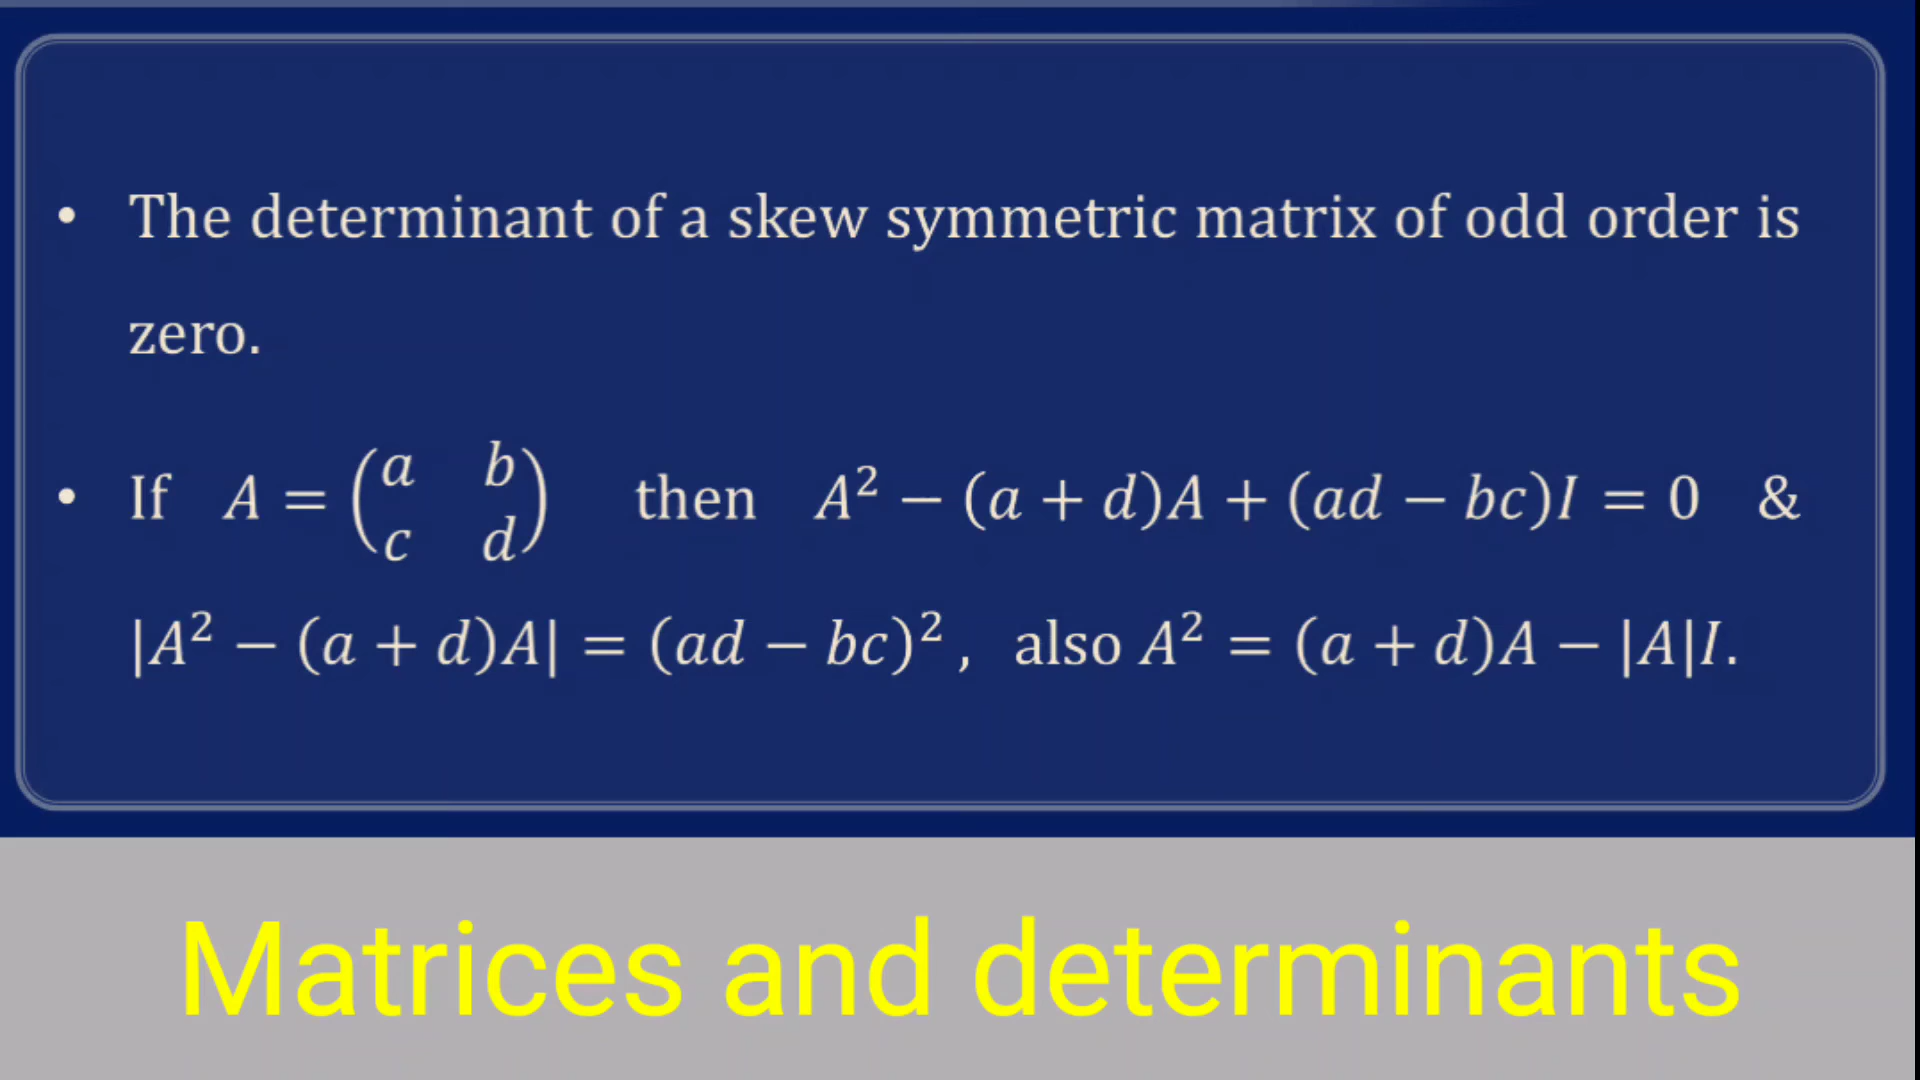 • The determinant of a skew symmetric matrix of odd order is
zero.
• If A = (a b
c d) then A² − (a + d)A + (ad − bc)I = 0 &
|A² − (a + d)A| = (ad − bc)², also A² = (a + d)A − |A|I.
Matrices and determinants